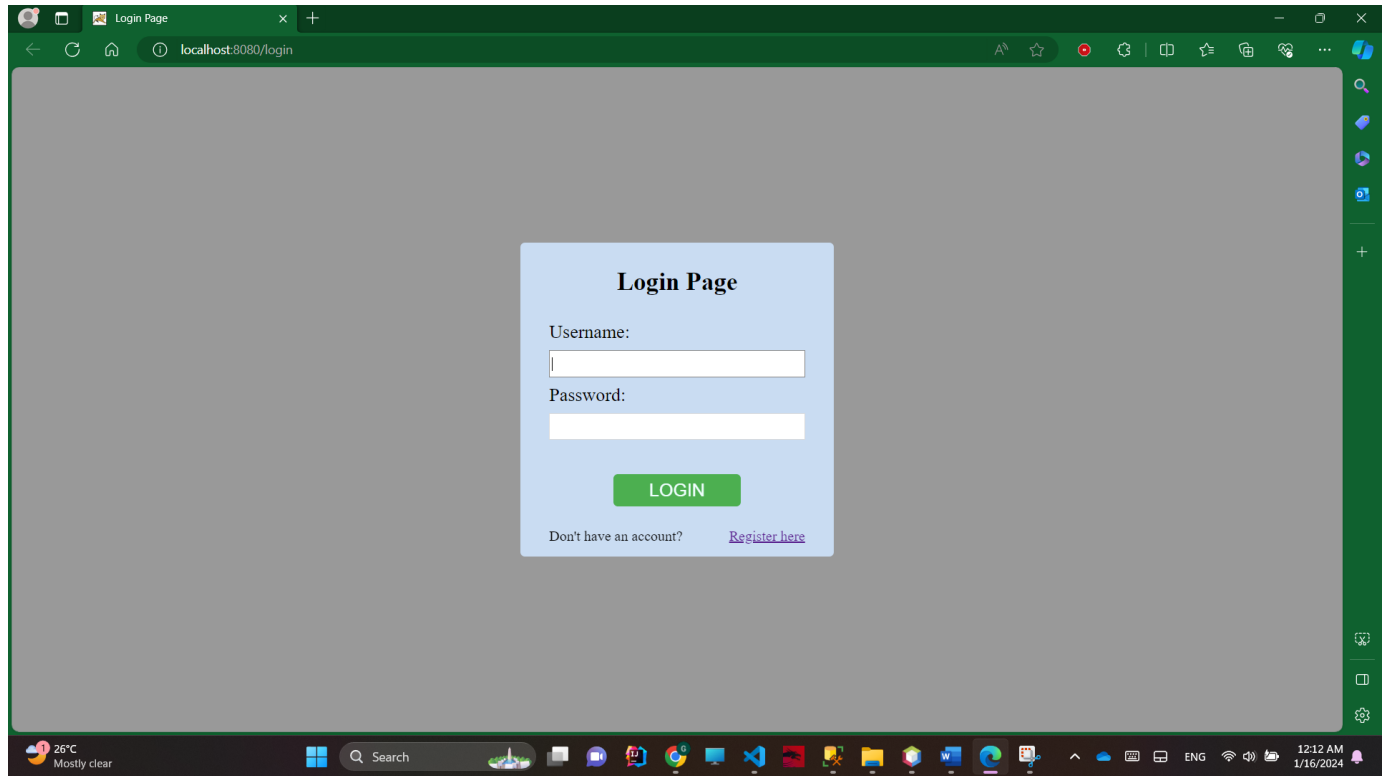 Login Page
localhost:8080/login
Login Page
Username:
Password:
LOGIN
Don't have an account? Register here
1
26°C
Mostly clear
Search
ENG
12:12 AM
1/16/2024